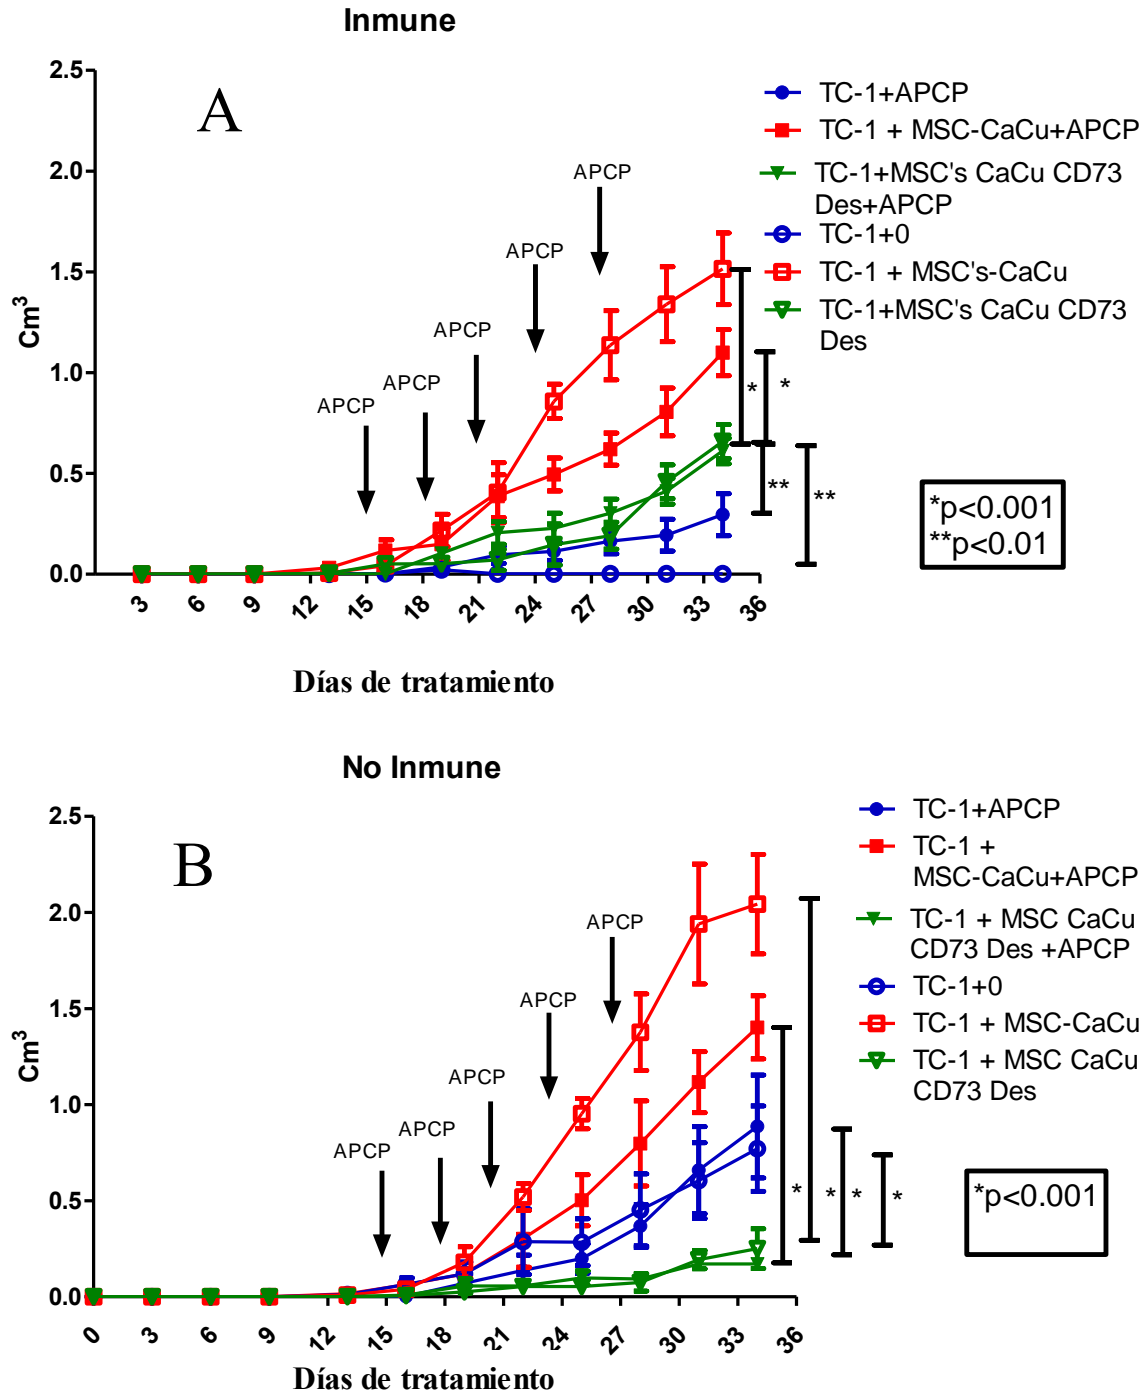 Inmune
A
2.5
2.0
1.5
1.0
0.5
0.0
Cm³
APCP
APCP
APCP
APCP
APCP
TC-1+APCP
TC-1 + MSC-CaCu+APCP
TC-1+MSC's CaCu CD73
Des+APCP
TC-1+0
TC-1 + MSC's-CaCu
TC-1+MSC's CaCu CD73
Des
*
*
**
**
*p<0.001
**p<0.01
3 6 9 13 15 18 21 24 27 30 33 36
Días de tratamiento
No Inmune
B
2.5
2.0
1.5
1.0
0.5
0.0
Cm³
APCP
APCP
APCP
APCP
APCP
TC-1+APCP
TC-1 +
MSC-CaCu+APCP
TC-1 + MSC CaCu
CD73 Des +APCP
TC-1+0
TC-1 + MSC-CaCu
TC-1 + MSC CaCu
CD73 Des
* * * *
*p<0.001
0 3 6 9 13 15 18 21 24 27 30 33 36
Días de tratamiento